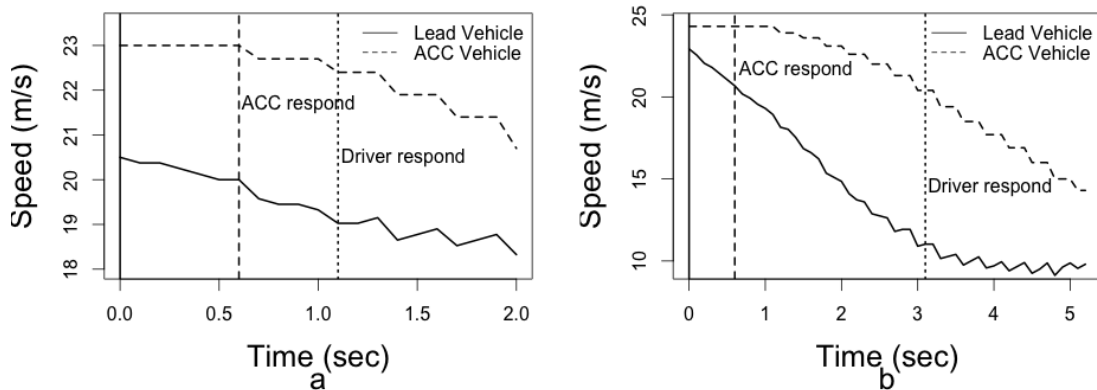 Lead Vehicle
ACC Vehicle
ACC respond
Driver respond
Speed (m/s)
18
19
20
21
22
23
0.0
0.5
1.0
1.5
2.0
Time (sec)
a
Lead Vehicle
ACC Vehicle
ACC respond
Driver respond
Speed (m/s)
10
15
20
25
0
1
2
3
4
5
Time (sec)
b